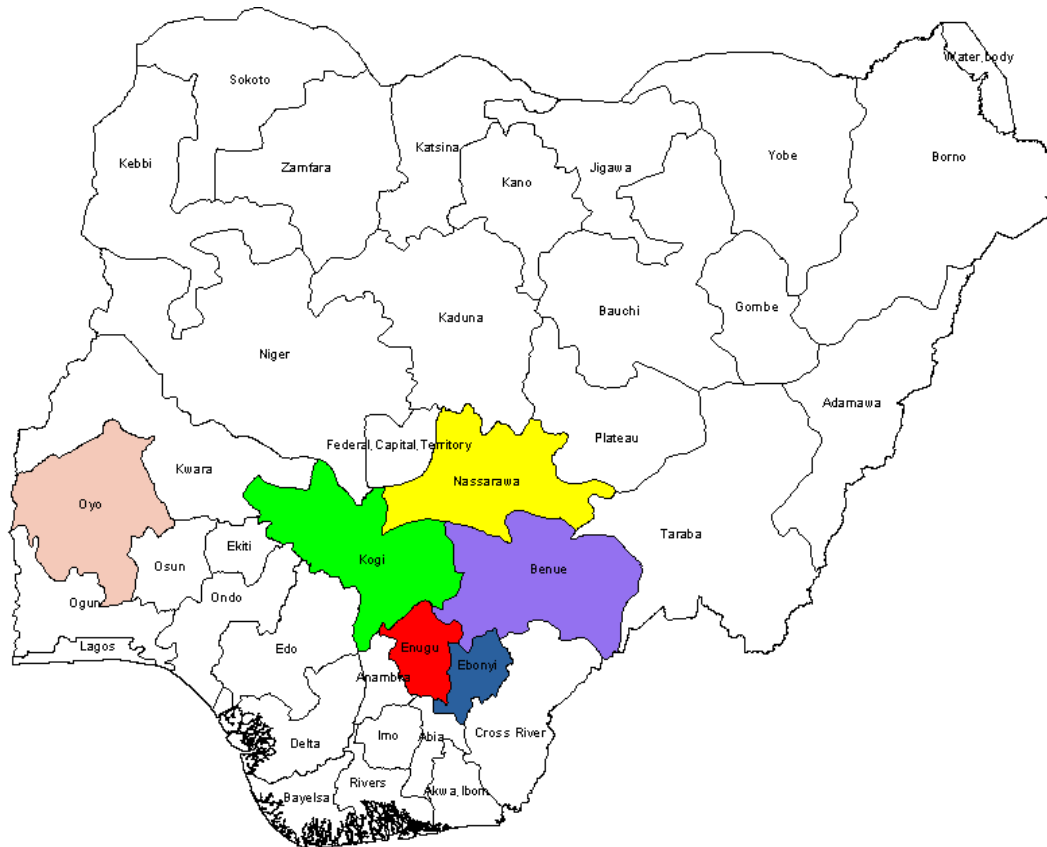 Water,body
Sokoto
Katsina
Yobe
Borno
Kebbi
Zamfara
Jigawa
Kano
Gombe
Bauchi
Kaduna
Niger
Adamawa
Federal,Capital,Territory
Plateau
Kwara
Nassarawa
Oyo
Taraba
Ekiti
Kogi
Osun
Benue
Ogun
Ondo
Lagos
Edo
Enugu
Ebonyi
Anambra
Cross River
Imo
Abia
Delta
Rivers
Akwa,Ibom
Bayelsa